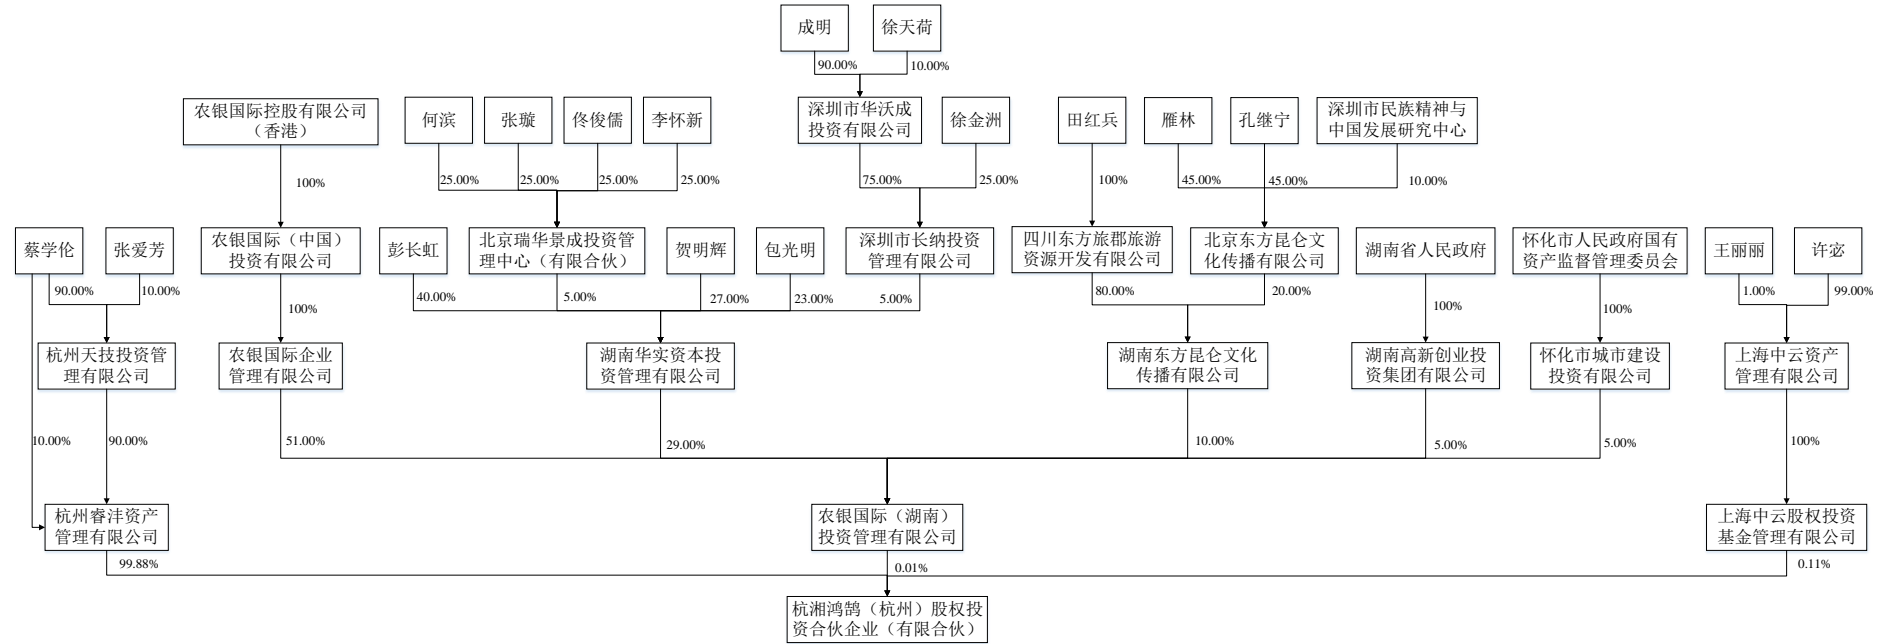 成明
徐天荷
90.00%
10.00%
农银国际控股有限公司
（香港）
何滨
张璇
佟俊儒
李怀新
深圳市华沃成
投资有限公司
徐金洲
田红兵
雁林
孔继宁
深圳市民族精神与
中国发展研究中心
100%
25.00%
25.00%
25.00%
25.00%
75.00%
25.00%
100%
45.00%
45.00%
10.00%
蔡学伦
张爱芳
农银国际（中国）
投资有限公司
彭长虹
北京瑞华景成投资管
理中心（有限合伙）
贺明辉
包光明
深圳市长纳投资
管理有限公司
四川东方旅郡旅游
资源开发有限公司
北京东方昆仑文
化传播有限公司
湖南省人民政府
怀化市人民政府国有
资产监督管理委员会
王丽丽
许宓
90.00%
10.00%
100%
40.00%
5.00%
27.00%
23.00%
5.00%
80.00%
20.00%
100%
100%
1.00%
99.00%
杭州天技投资管
理有限公司
农银国际企业
管理有限公司
湖南华实资本投
资管理有限公司
湖南东方昆仑文化
传播有限公司
湖南高新创业投
资集团有限公司
怀化市城市建设
投资有限公司
上海中云资产
管理有限公司
10.00%
90.00%
51.00%
29.00%
10.00%
5.00%
5.00%
100%
杭州睿沣资产
管理有限公司
农银国际（湖南）
投资管理有限公司
上海中云股权投资
基金管理有限公司
99.88%
0.01%
0.11%
杭湘鸿鹄（杭州）股权投
资合伙企业（有限合伙）